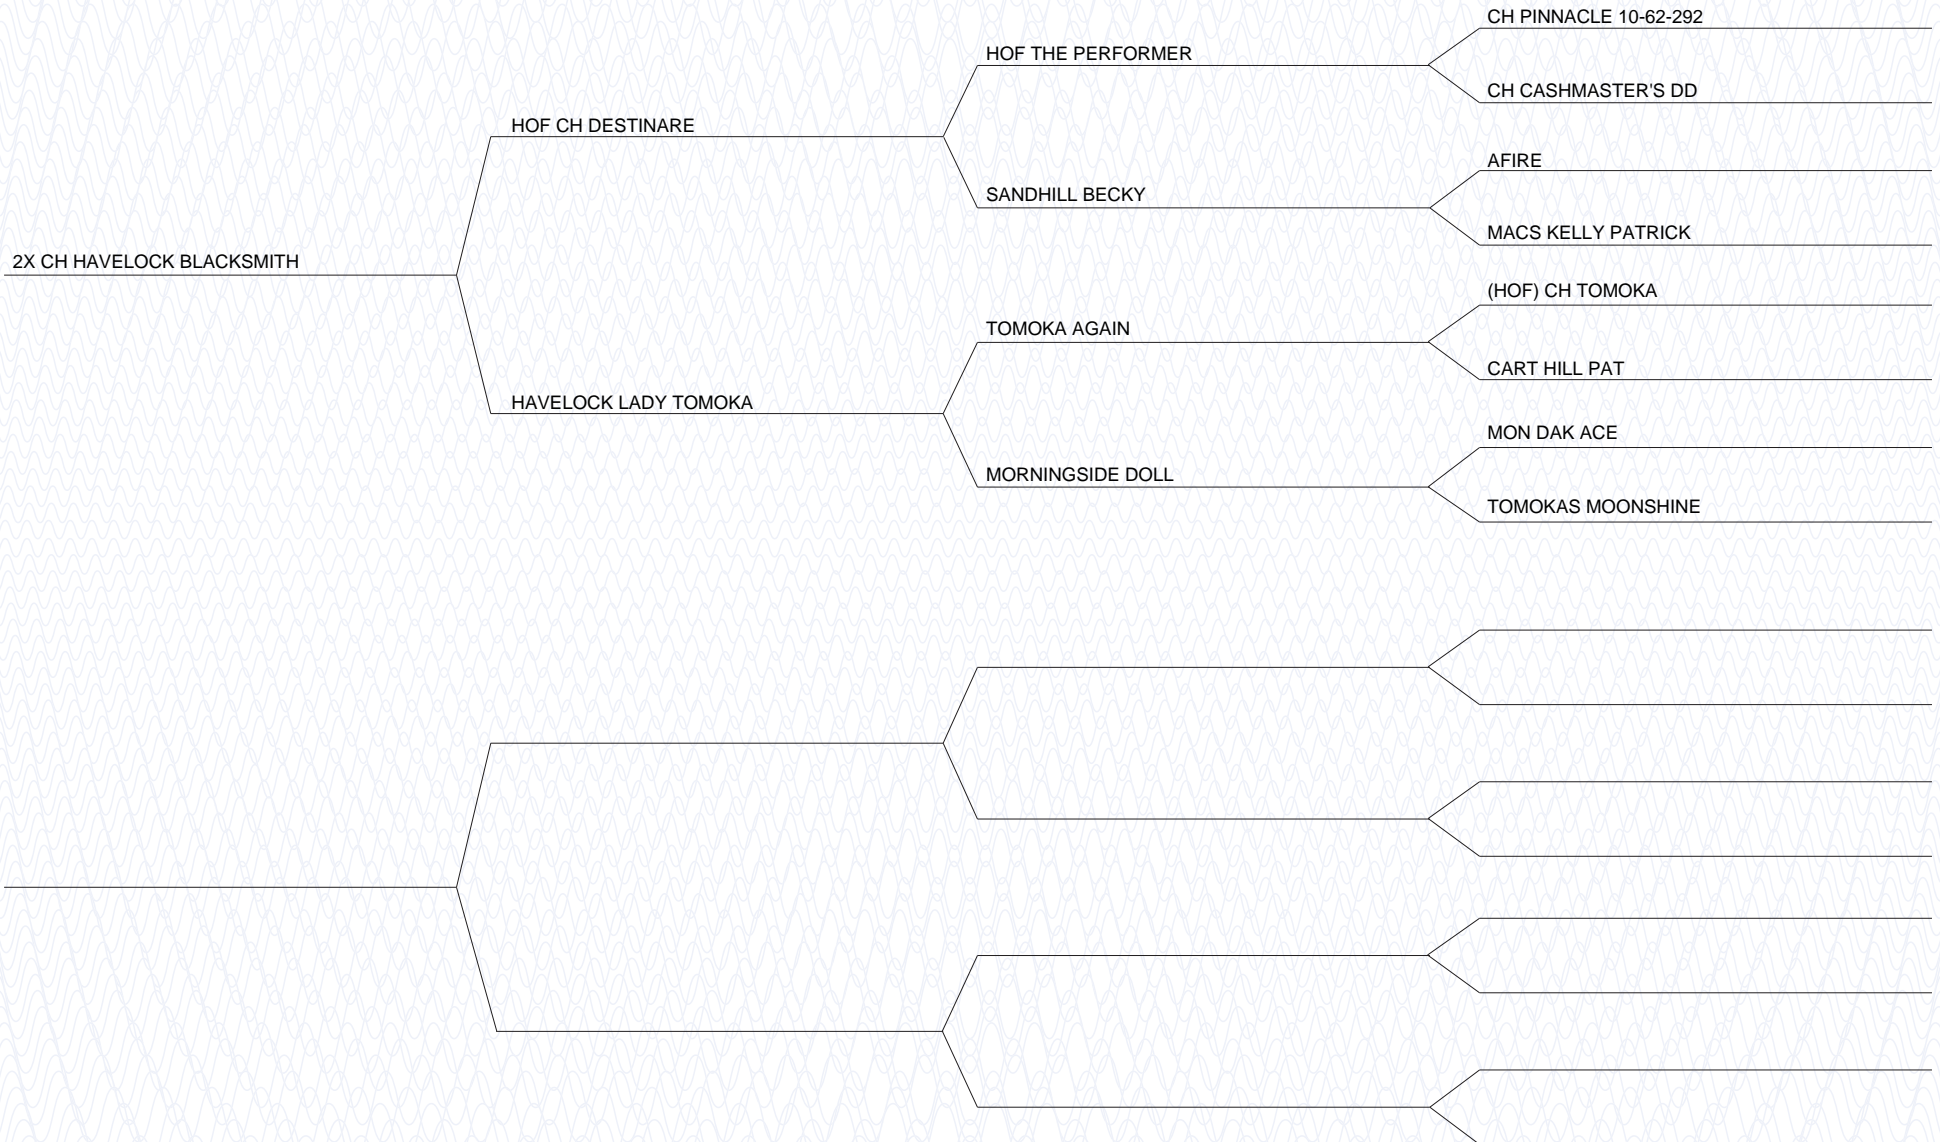 CH PINNACLE 10-62-292
HOF THE PERFORMER
CH CASHMASTER'S DD
HOF CH DESTINARE
AFIRE
SANDHILL BECKY
MACS KELLY PATRICK
2X CH HAVELOCK BLACKSMITH
(HOF) CH TOMOKA
TOMOKA AGAIN
CART HILL PAT
HAVELOCK LADY TOMOKA
MON DAK ACE
MORNINGSIDE DOLL
TOMOKAS MOONSHINE